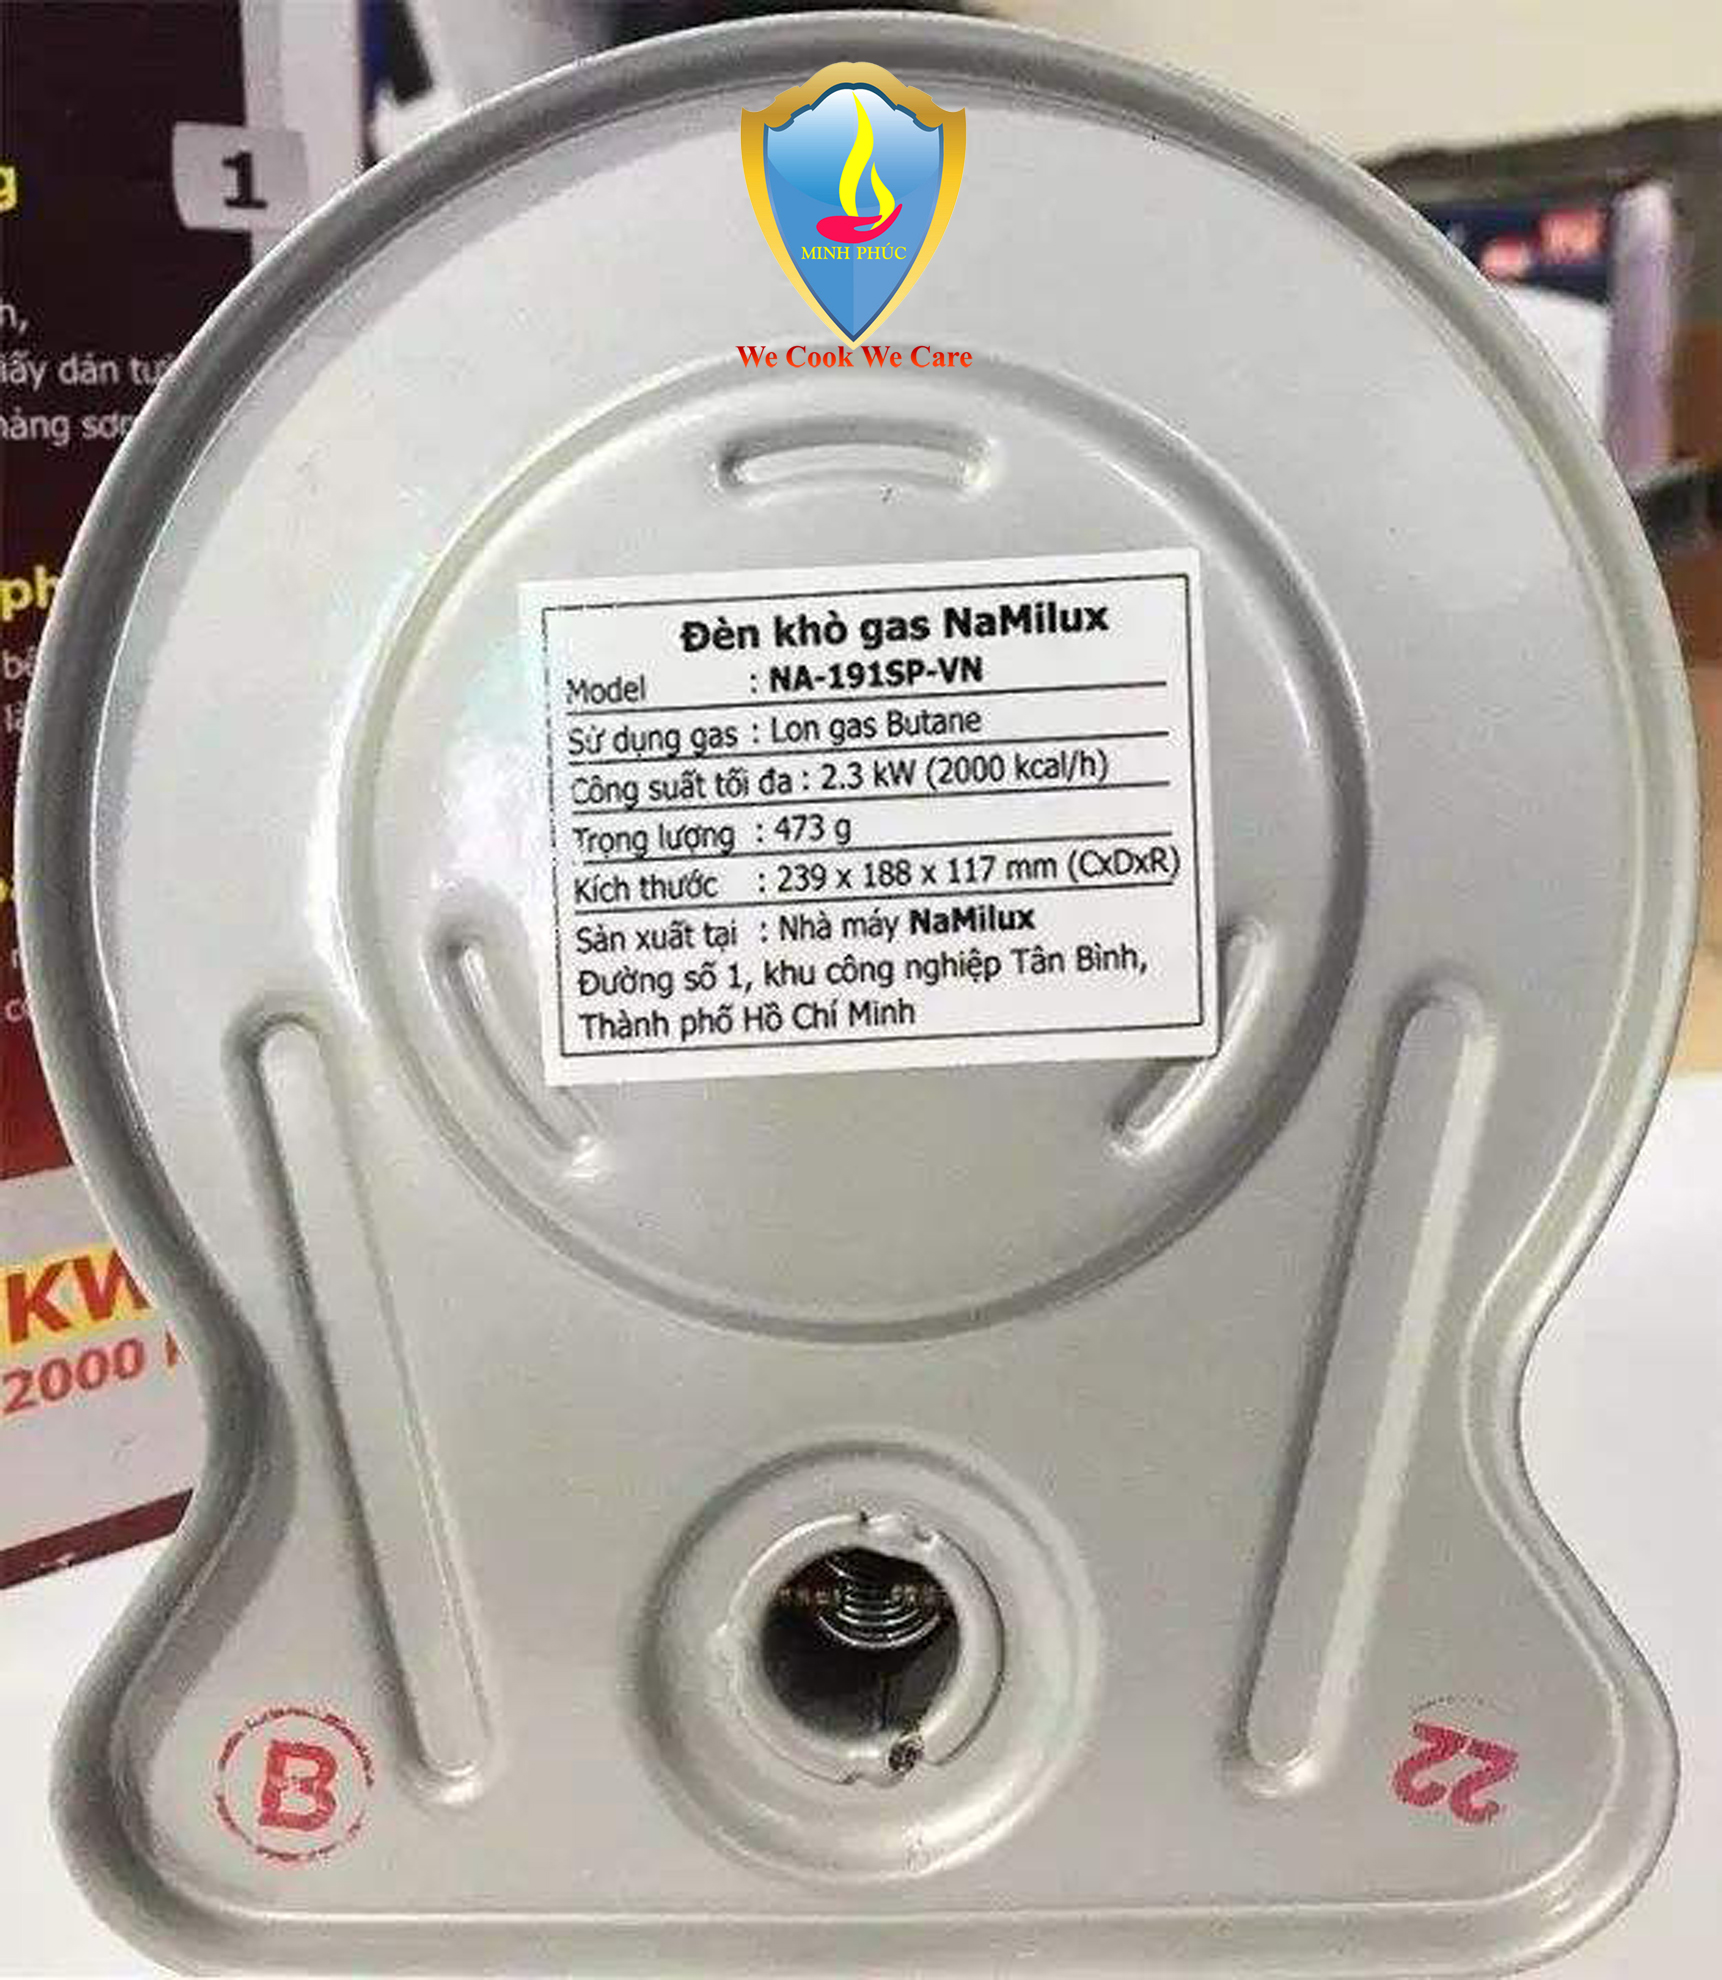 1
MINH PHÚC
We Cook We Care
Đèn khò gas NaMilux
Model : NA-191SP-VN
Sử dụng gas : Lon gas Butane
Công suất tối đa : 2.3 kW (2000 kcal/h)
Trọng lượng : 473 g
Kích thước : 239 x 188 x 117 mm (CxDxR)
Sản xuất tại : Nhà máy NaMilux
Đường số 1, khu công nghiệp Tân Bình,
Thành phố Hồ Chí Minh
dán
KW
2000
B
22